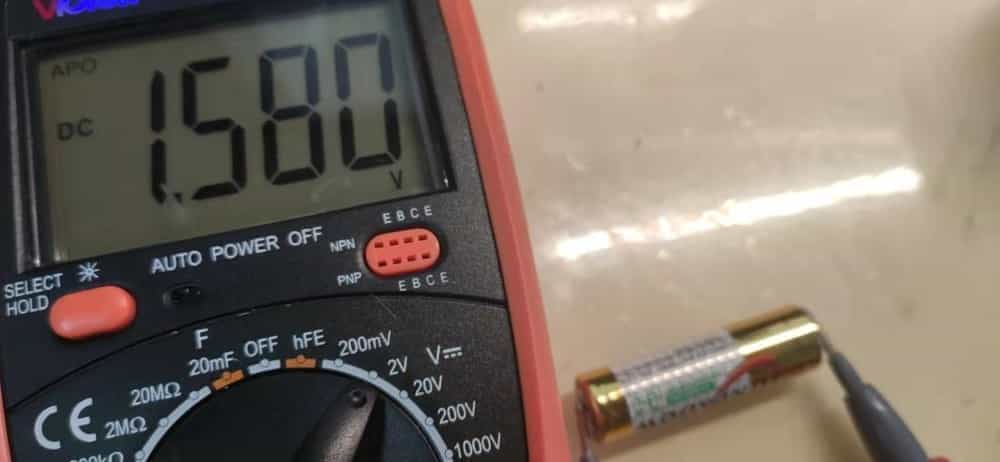 APO
DC 1.580 V
AUTO POWER OFF
E B C E
NPN
PNP
E B C E
SELECT
HOLD
F
20mF
OFF
hFE
200mV
2V
V
20V
200V
1000V
20MΩ
2MΩ
CE